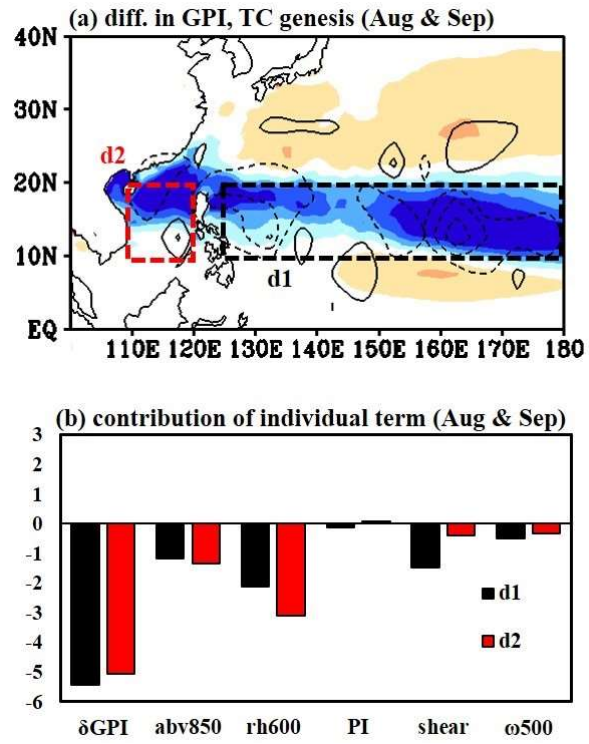 (a) diff. in GPI, TC genesis (Aug & Sep)
40N
30N
d2
20N
10N
d1
EQ
110E 120E 130E 140E 150E 160E 170E 180
(b) contribution of individual term (Aug & Sep)
3
2
1
0
-1
-2
-3
d1
-4
d2
-5
-6
δGPI abv850 rh600 PI shear ω500